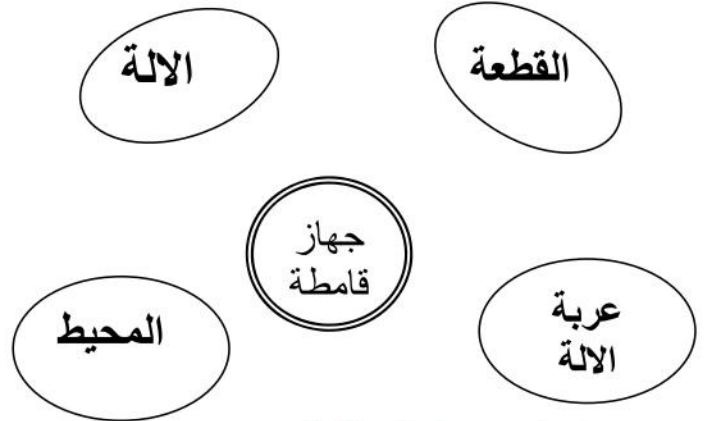 القطعة
الالة
جهاز
قامطة
عربة
الالة
المحيط